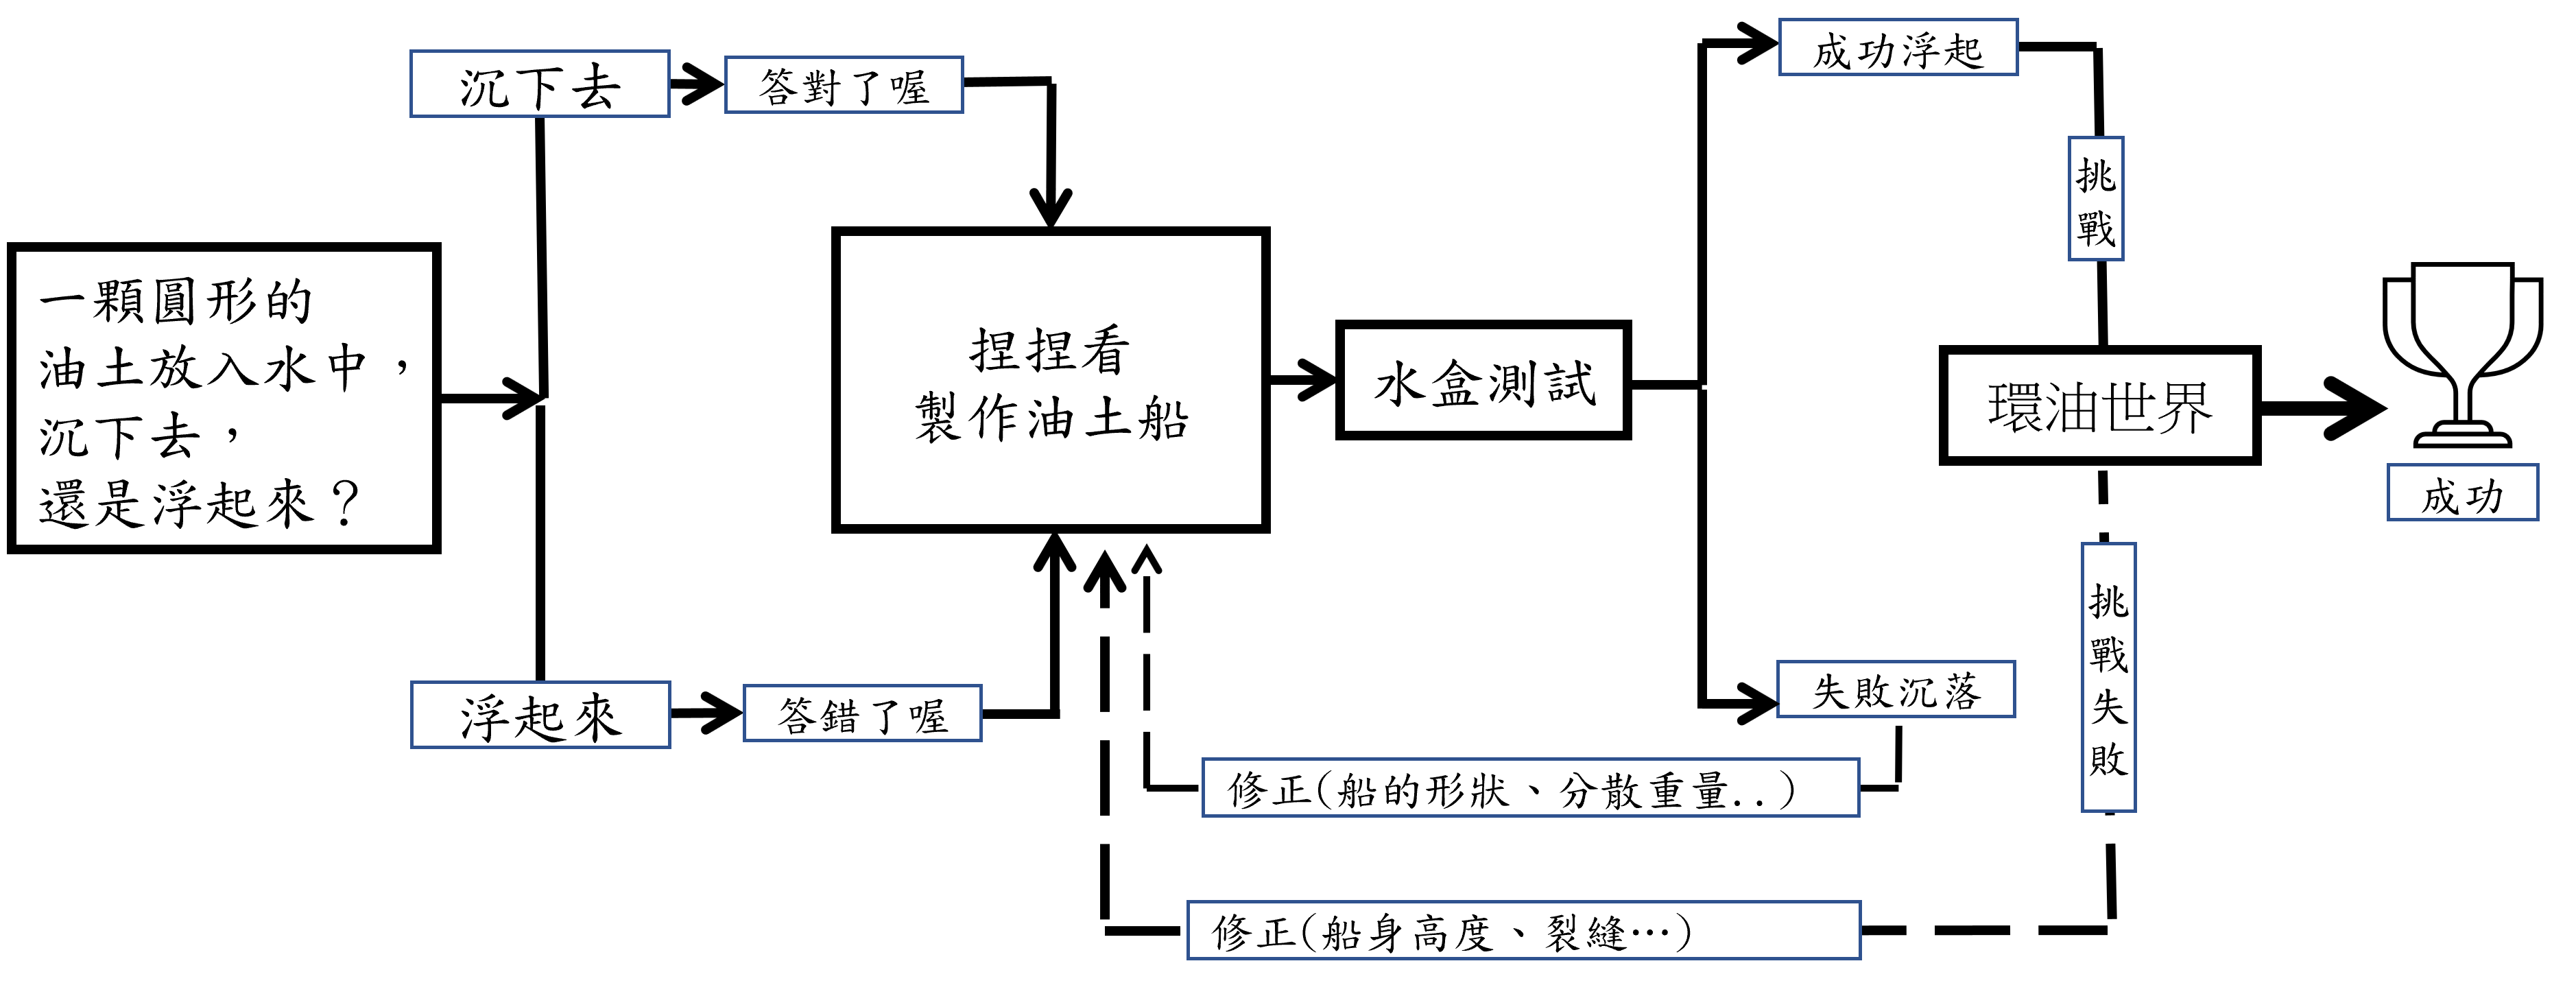 一顆圓形的
油土放入水中，
沉下去，
還是浮起來？
沉下去
答對了喔
浮起來
答錯了喔
捏捏看
製作油土船
水盒測試
成功浮起
挑戰
失敗沉落
修正(船的形狀、分散重量..)
環油世界
挑戰失敗
修正(船身高度、裂縫…)
成功